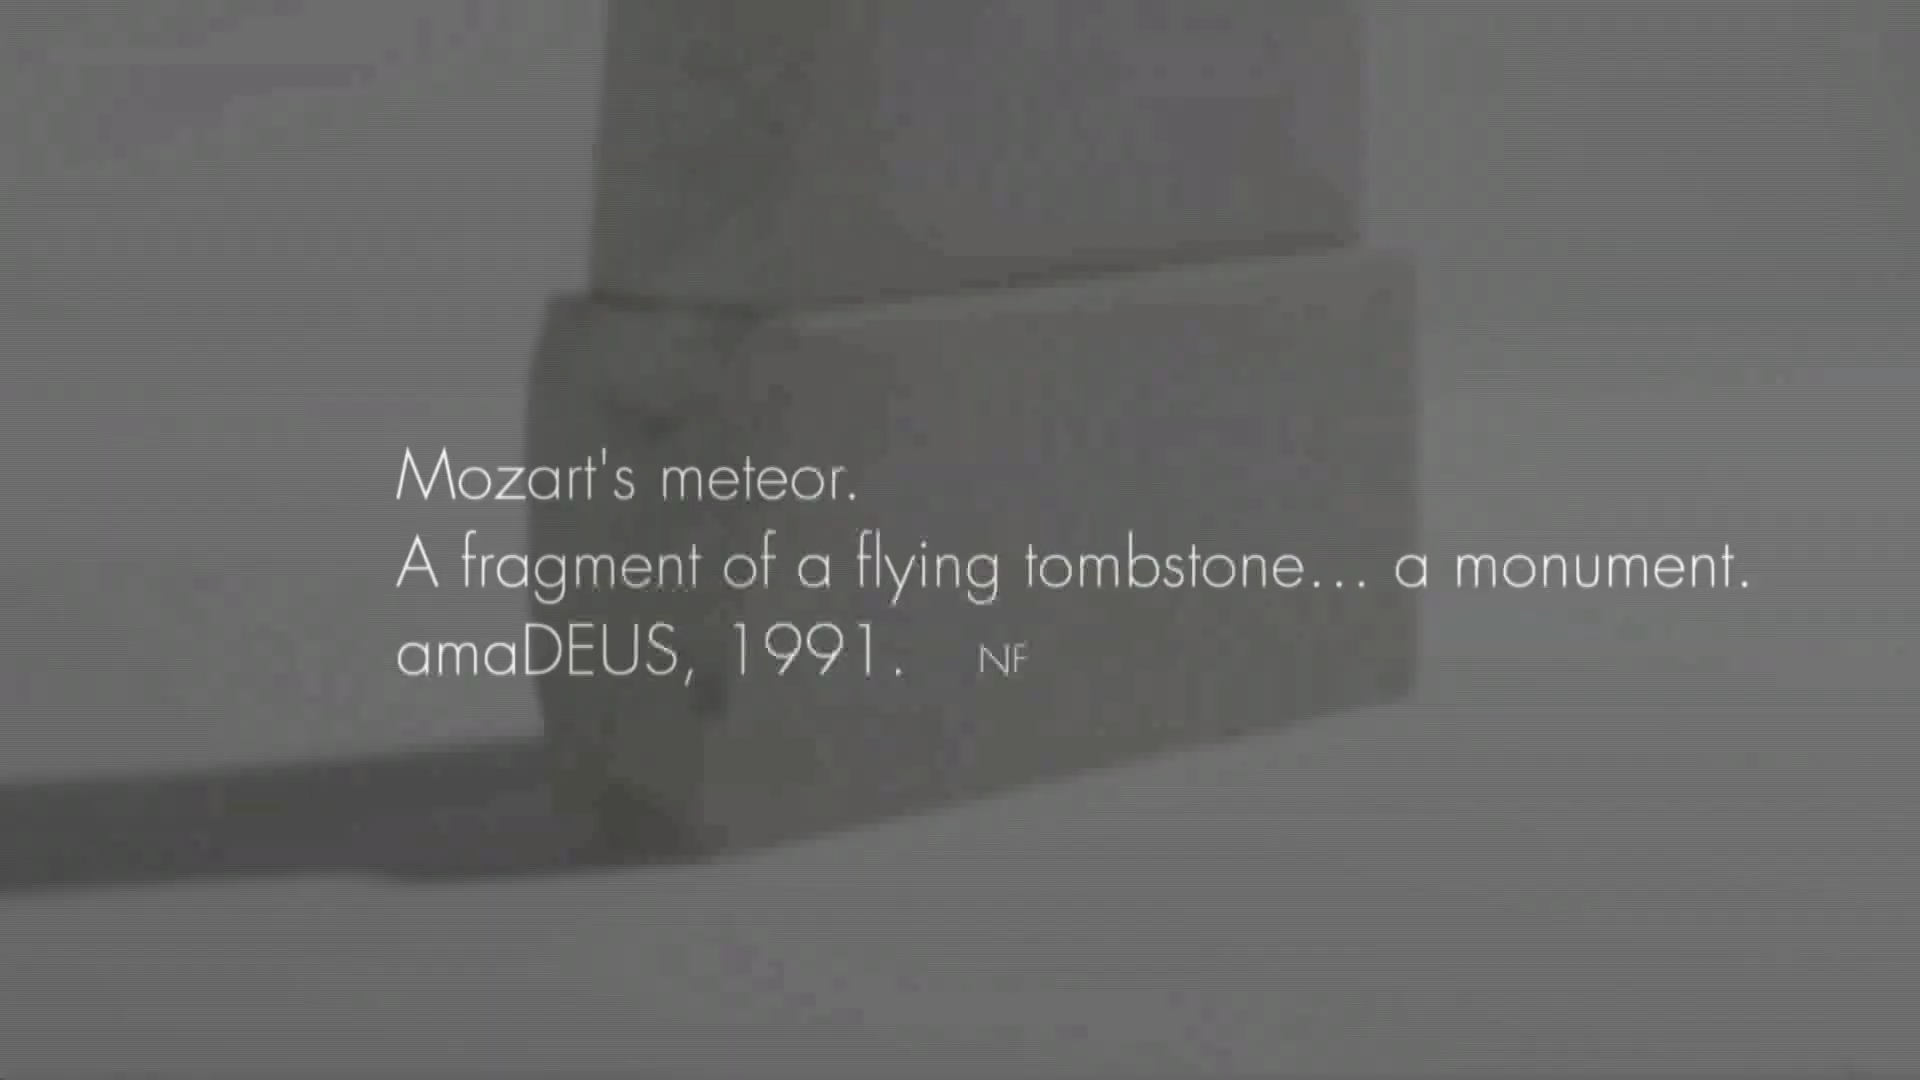 Mozart's meteor.
A fragment of a flying tombstone... a monument.
amaDEUS, 1991. NF